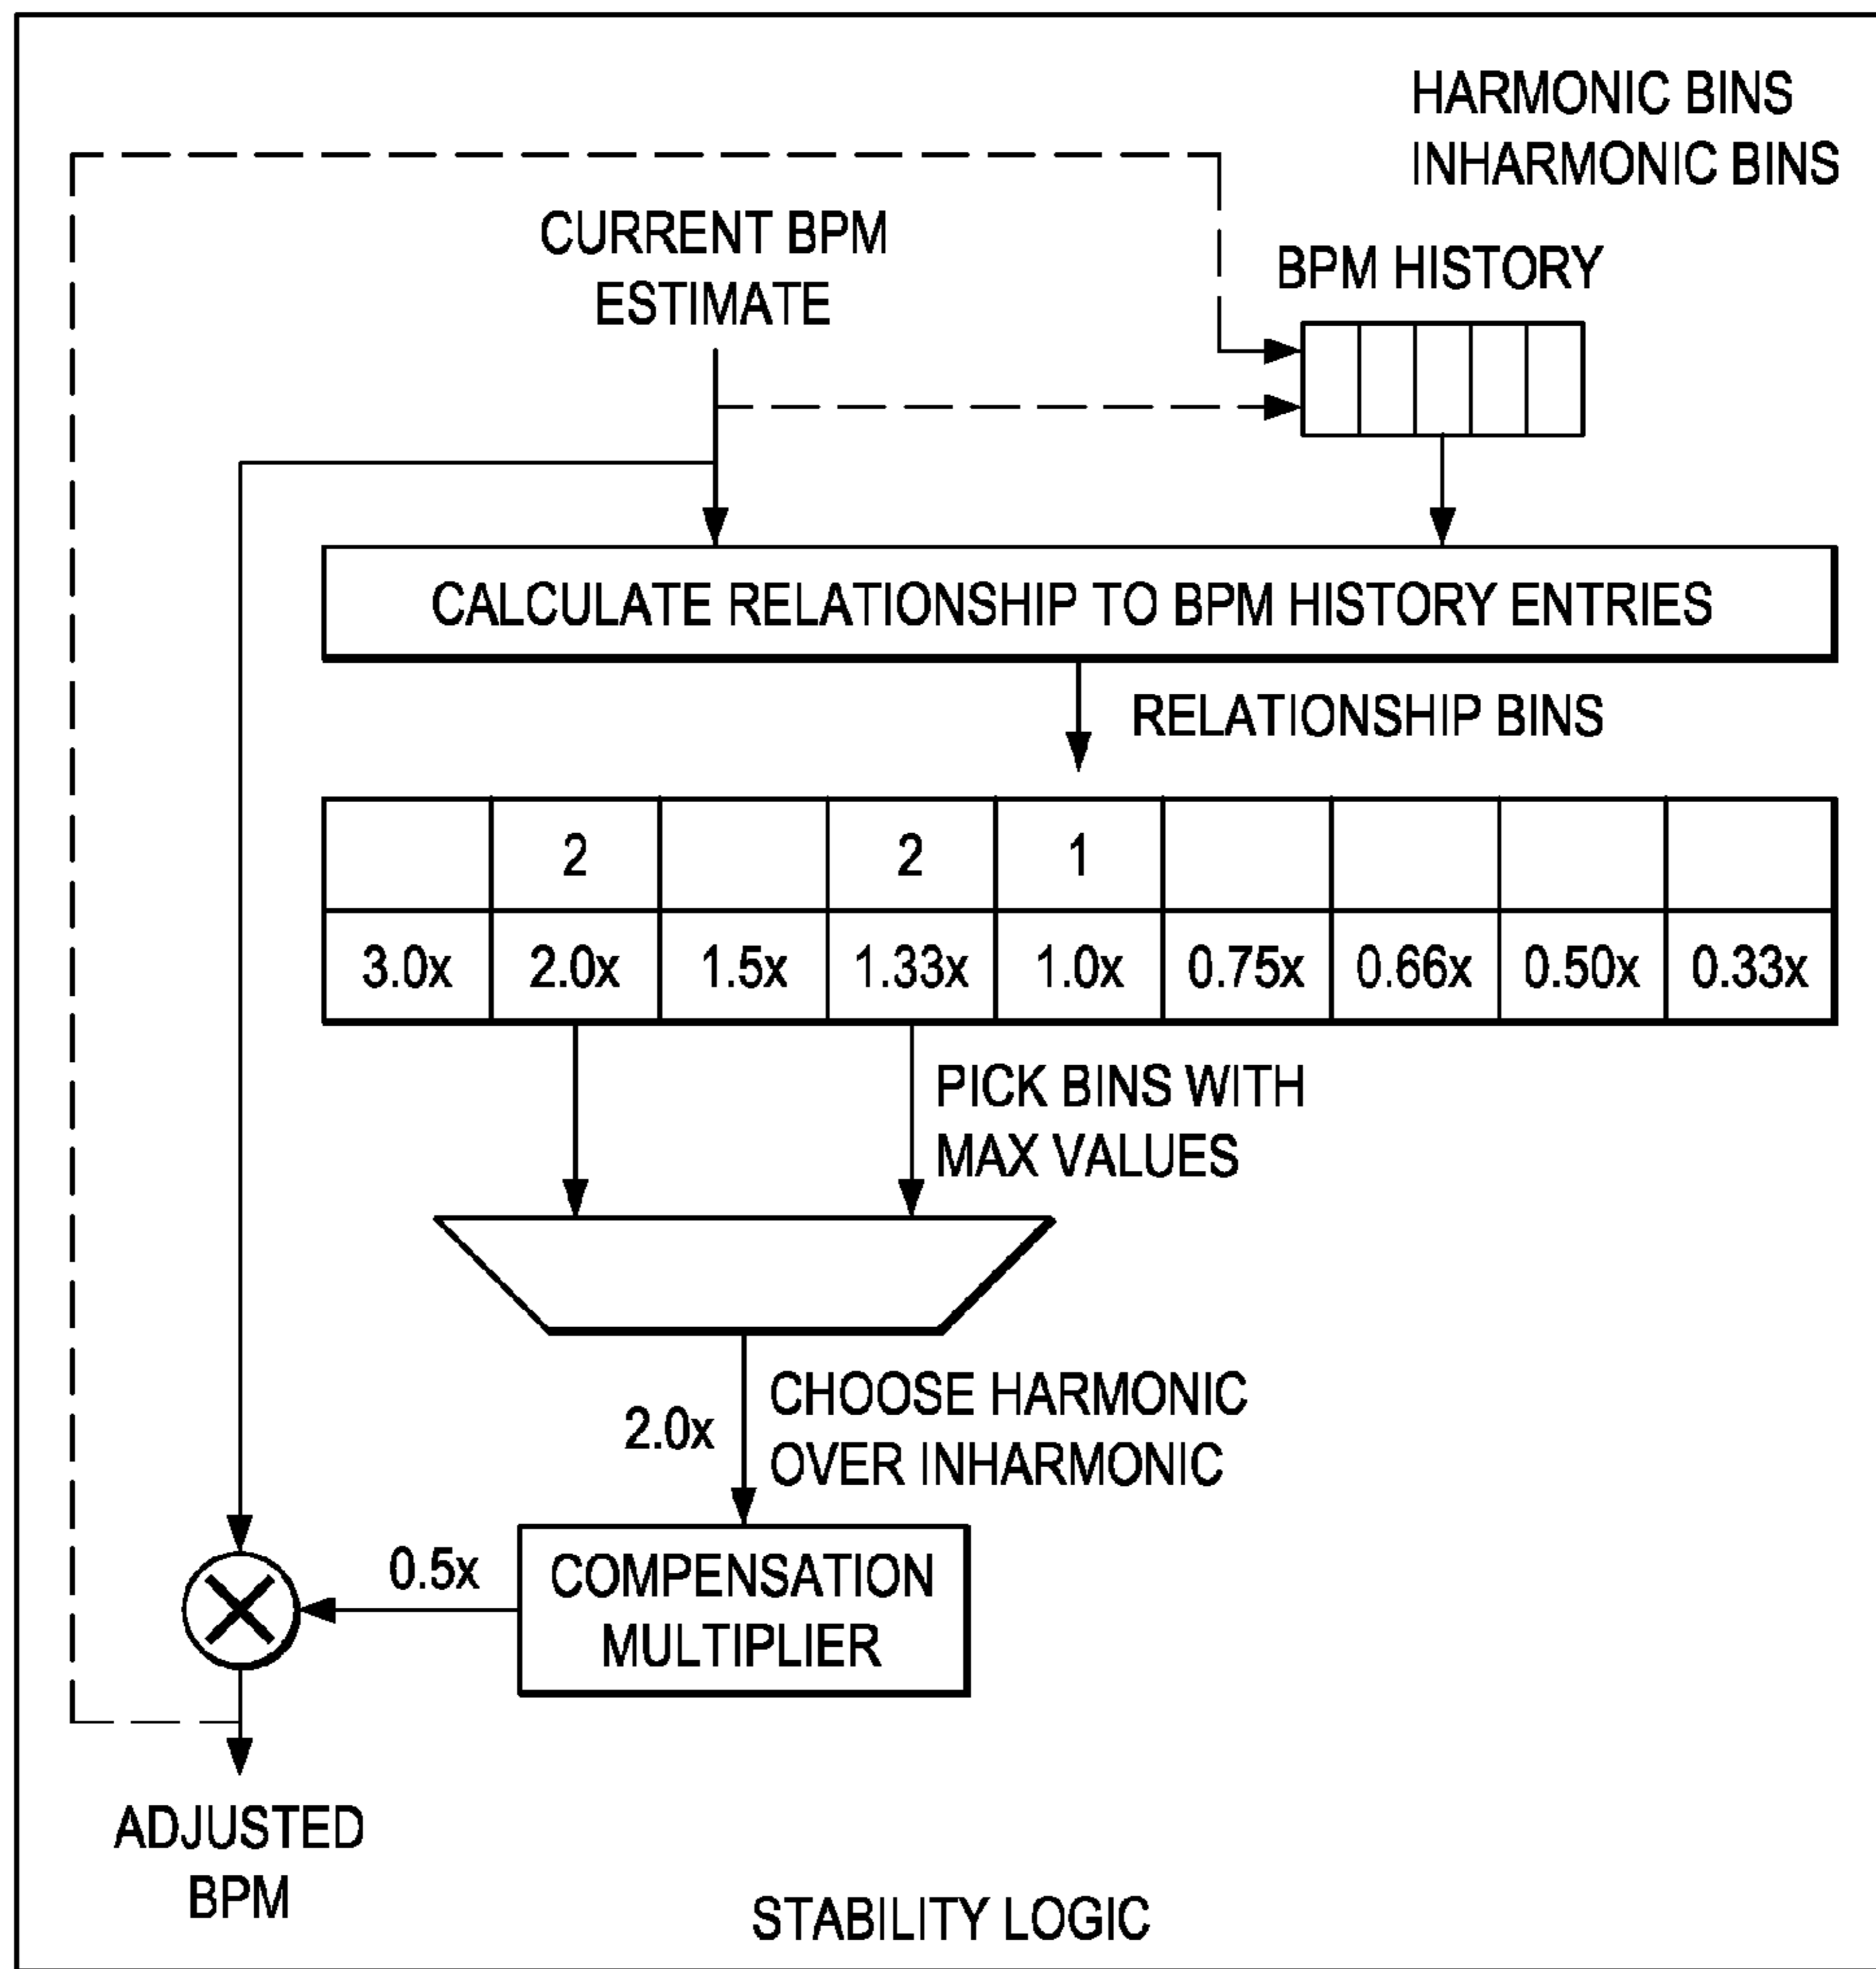 HARMONIC BINS
INHARMONIC BINS
CURRENT BPM
ESTIMATE
BPM HISTORY
CALCULATE RELATIONSHIP TO BPM HISTORY ENTRIES
RELATIONSHIP BINS
2 2 1
3.0x 2.0x 1.5x 1.33x 1.0x 0.75x 0.66x 0.50x 0.33x
PICK BINS WITH
MAX VALUES
2.0x
CHOOSE HARMONIC
OVER INHARMONIC
0.5x
COMPENSATION
MULTIPLIER
ADJUSTED
BPM
STABILITY LOGIC